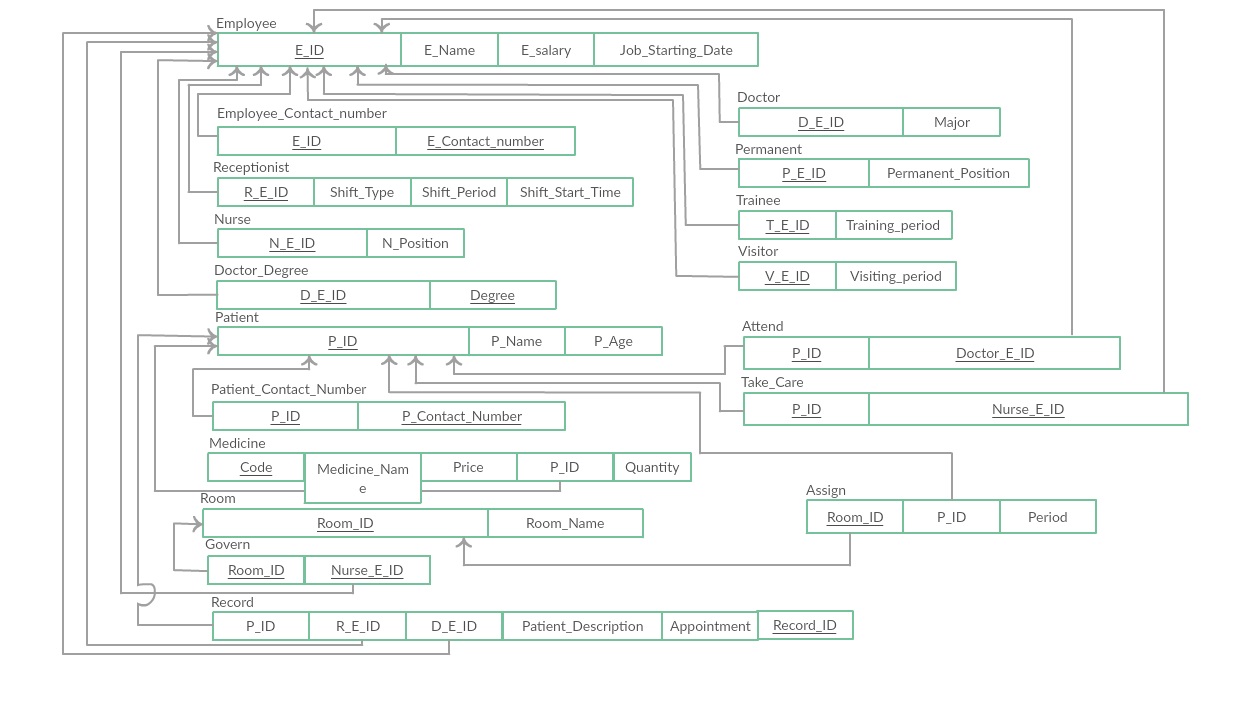 Employee
E_ID E_Name E_salary Job_Starting_Date
Doctor
D_E_ID Major
Employee_Contact_number
E_ID E_Contact_number
Permanent
P_E_ID Permanent_Position
Receptionist
R_E_ID Shift_Type Shift_Period Shift_Start_Time
Trainee
T_E_ID Training_period
Nurse
N_E_ID N_Position
Visitor
V_E_ID Visiting_period
Doctor_Degree
D_E_ID Degree
Patient
P_ID P_Name P_Age
Attend
P_ID Doctor_E_ID
Take_Care
P_ID Nurse_E_ID
Patient_Contact_Number
P_ID P_Contact_Number
Medicine
Code Medicine_Nam
e Price P_ID Quantity
Assign
Room_ID P_ID Period
Room
Room_ID Room_Name
Govern
Room_ID Nurse_E_ID
Record
P_ID R_E_ID D_E_ID Patient_Description Appointment Record_ID